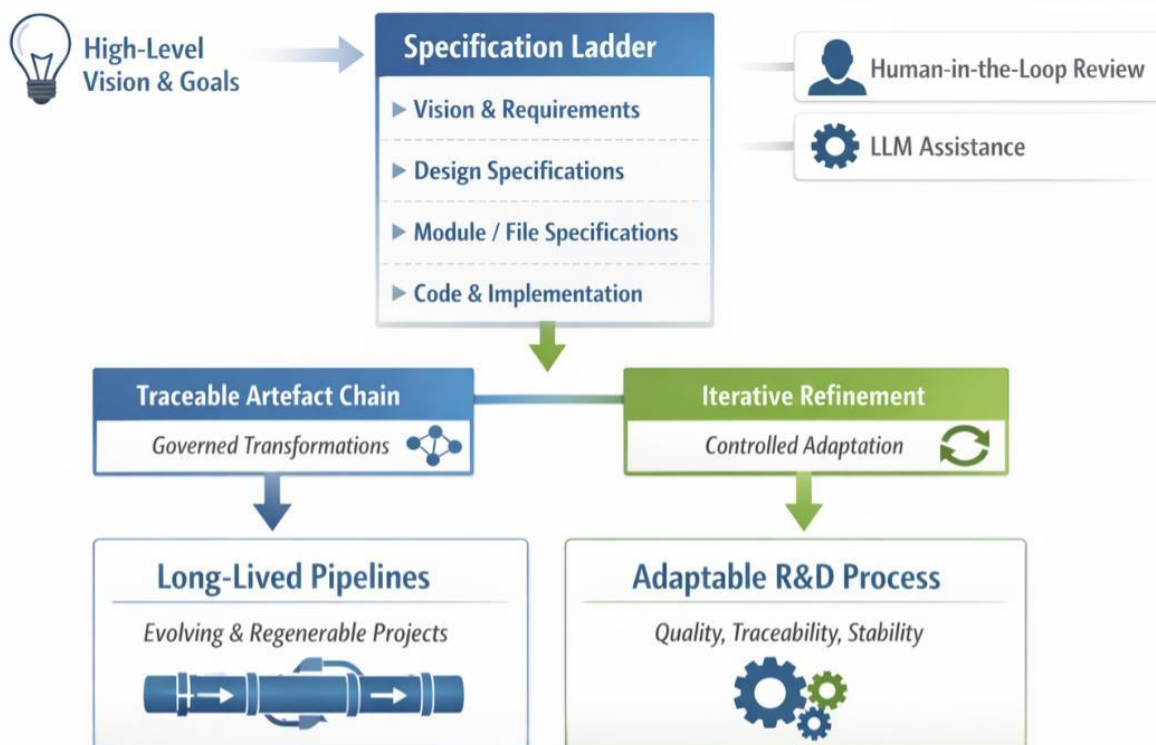 High-Level
Vision & Goals
Specification Ladder
Vision & Requirements
Design Specifications
Module / File Specifications
Code & Implementation
Human-in-the-Loop Review
LLM Assistance
Traceable Artefact Chain
Governed Transformations
Iterative Refinement
Controlled Adaptation
Long-Lived Pipelines
Evolving & Regenerable Projects
Adaptable R&D Process
Quality, Traceability, Stability